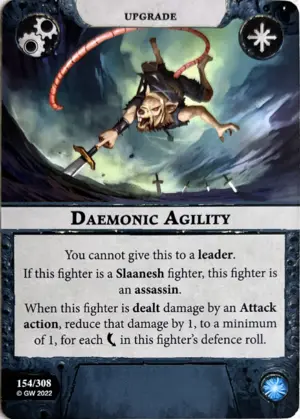 UPGRADE
DAEMONIC AGILITY
You cannot give this to a leader.
If this fighter is a Slaanesh fighter, this fighter is
an assassin.
When this fighter is dealt damage by an Attack
action, reduce that damage by 1, to a minimum
of 1, for each in this fighter's defence roll.
154/308
© GW 2022